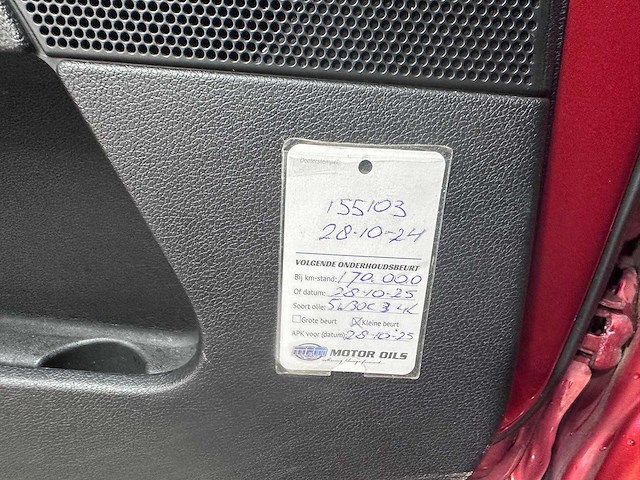 155103
28-10-24
VOLGENDE ONDERHOUDSBEURT
Bij km-stand: 170.000
Of datum: 28-10-25
Soort olie: 5W30C3 4L
Grote beurt Kleine beurt
APK voor (datum) 28-10-25
MOTOR OILS